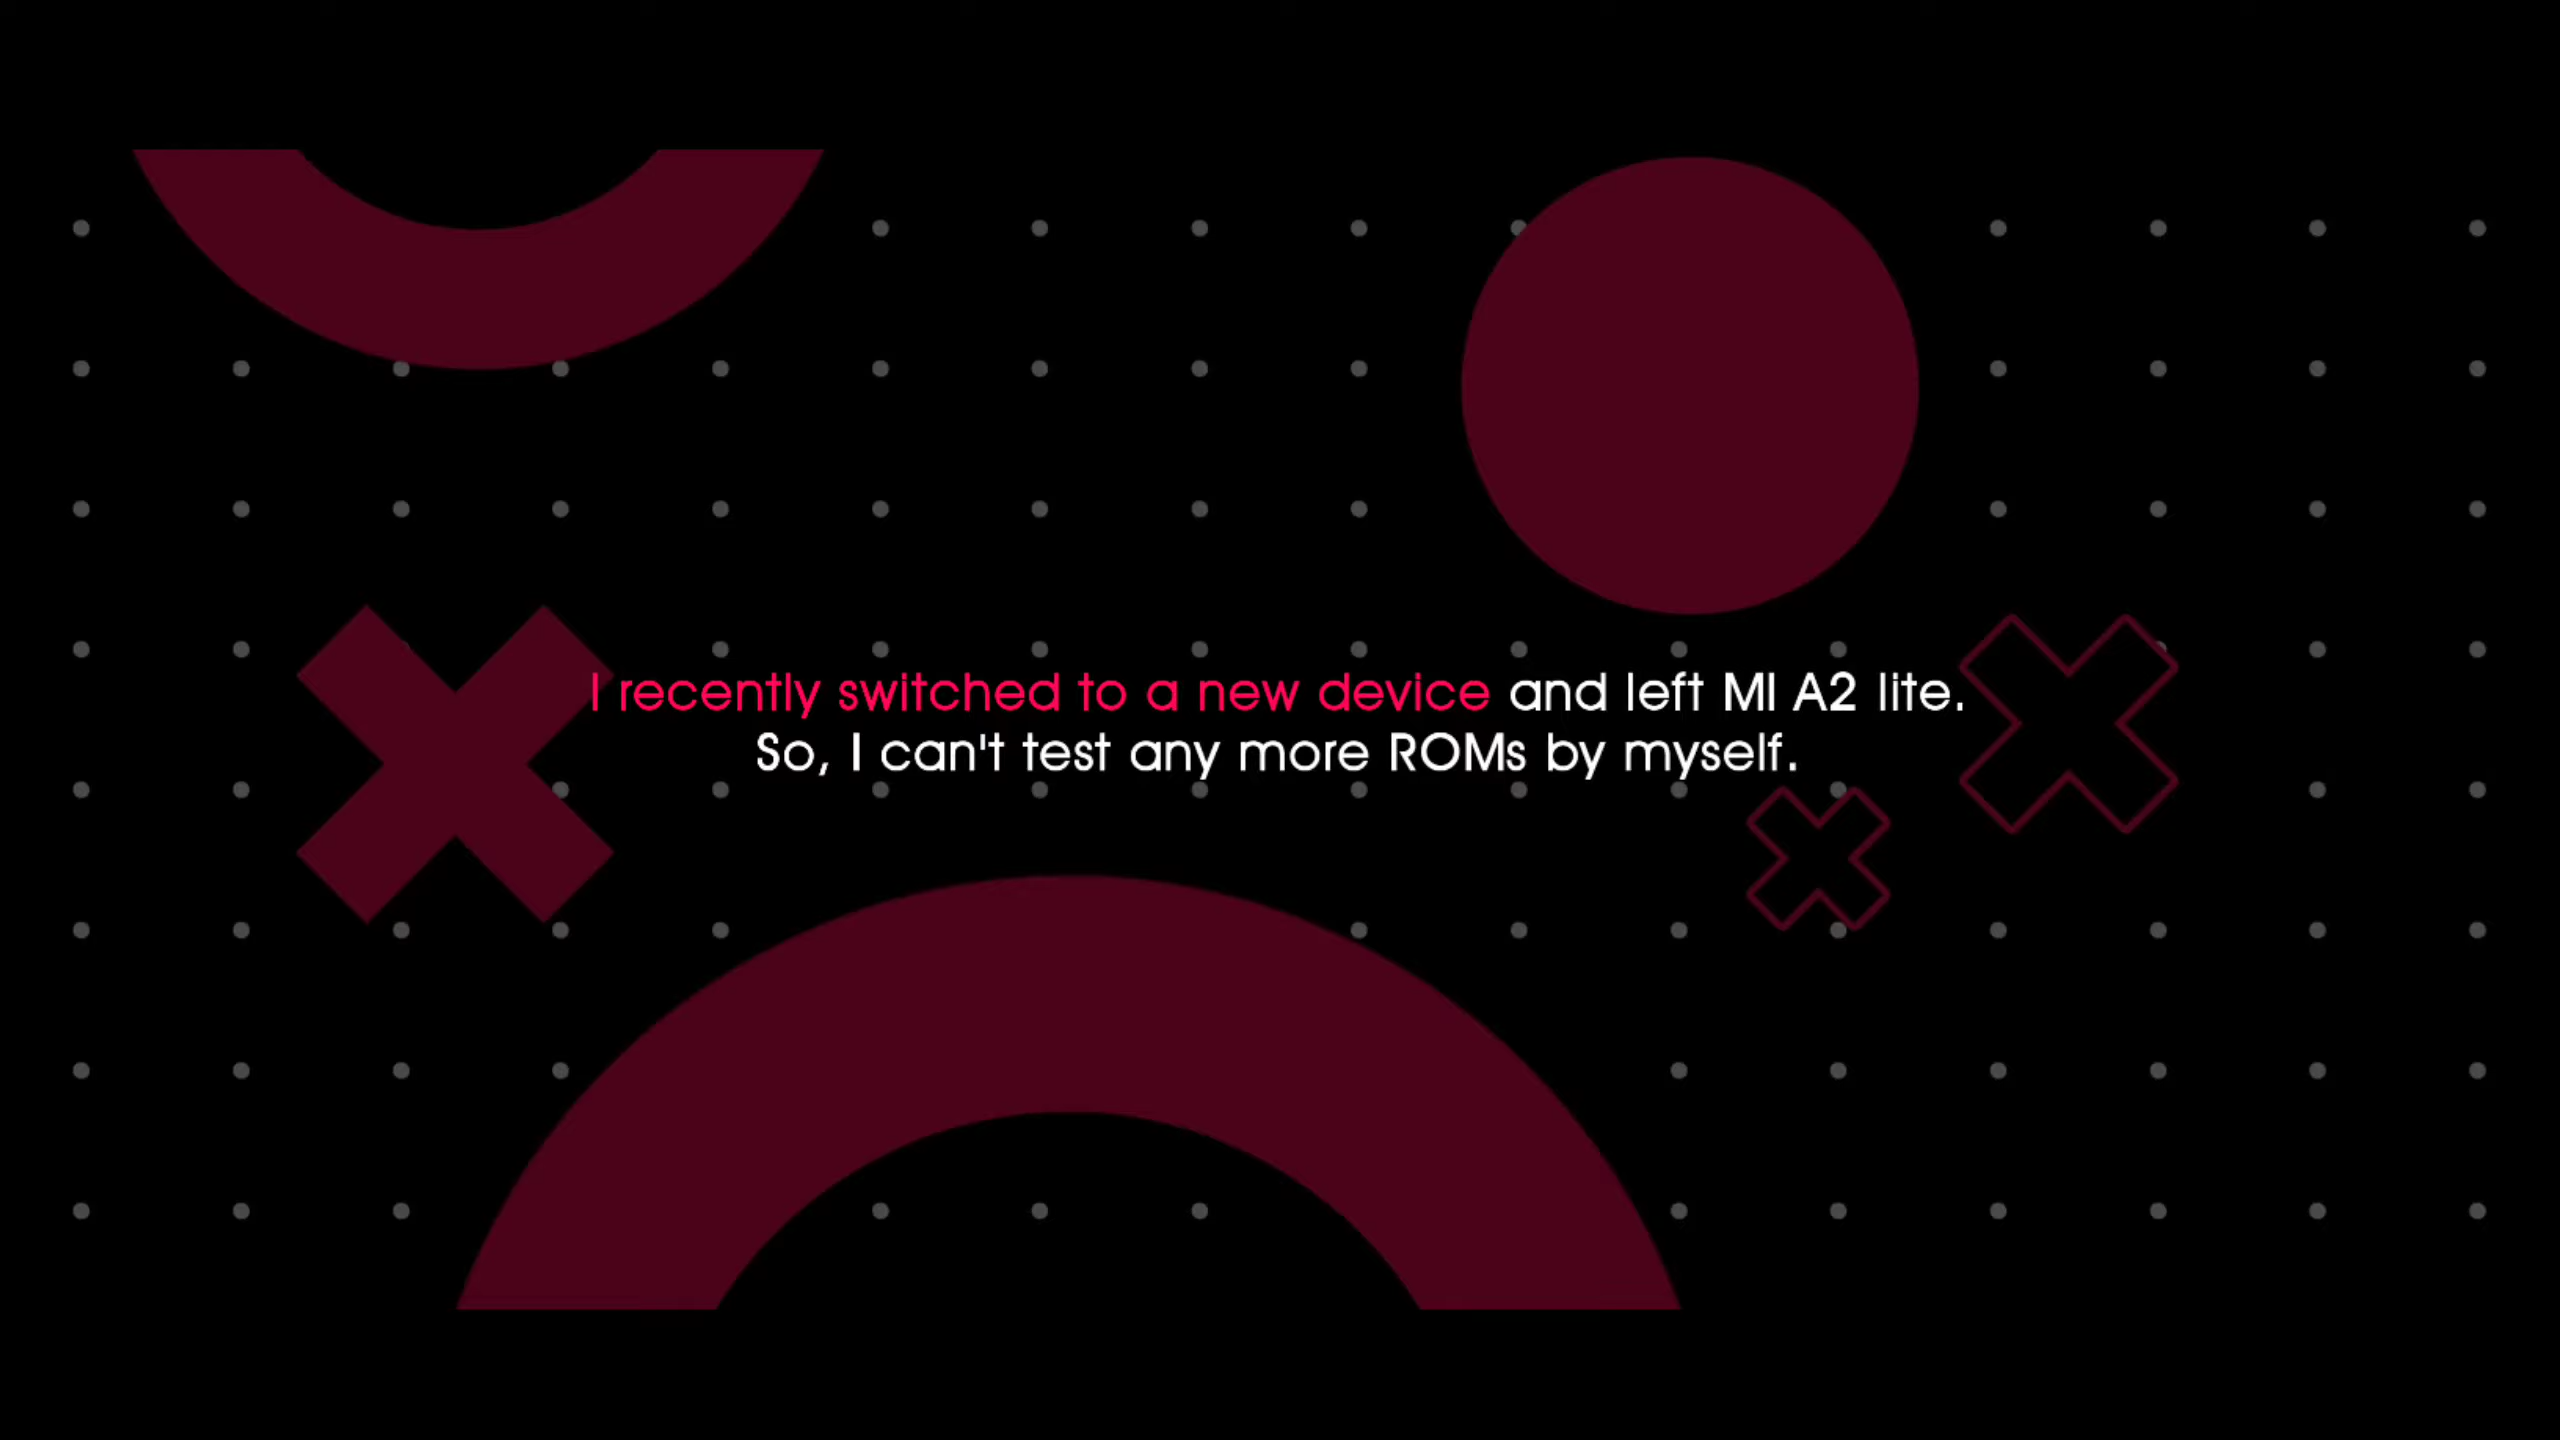 I recently switched to a new device and left MI A2 lite.
So, I can't test any more ROMs by myself.